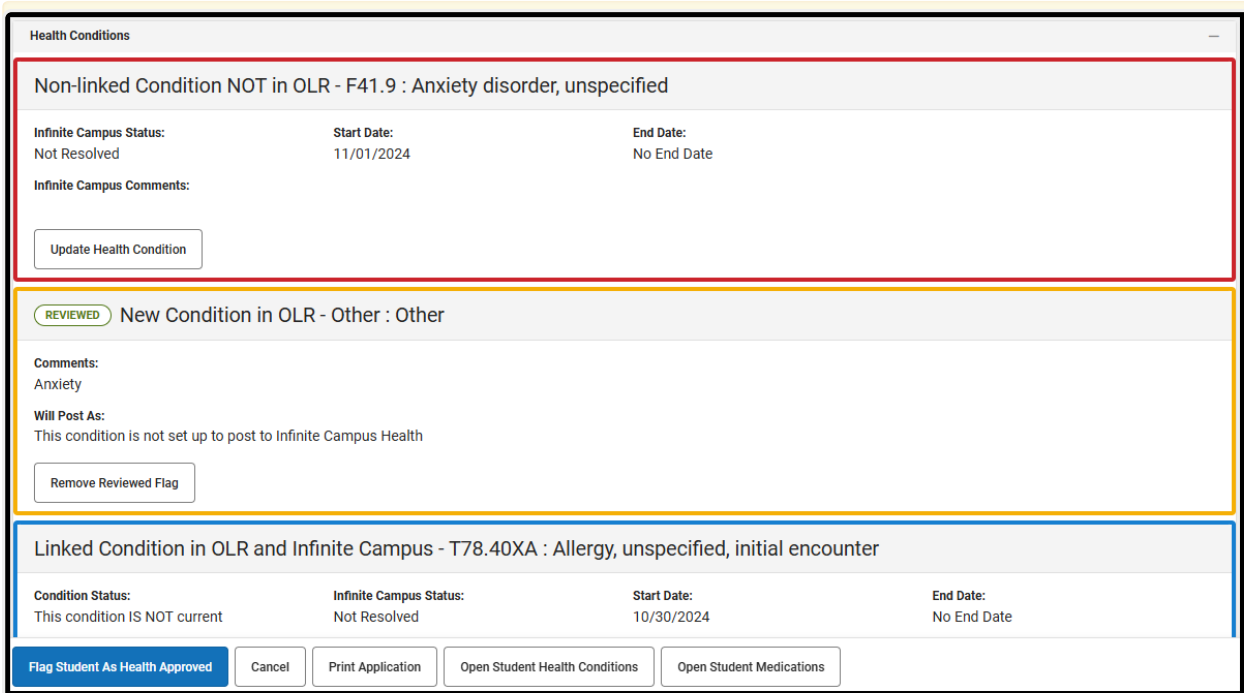 Health Conditions
Non-linked Condition NOT in OLR - F41.9 : Anxiety disorder, unspecified
Infinite Campus Status: Start Date: End Date:
Not Resolved 11/01/2024 No End Date
Infinite Campus Comments:
Update Health Condition
REVIEWED New Condition in OLR - Other : Other
Comments:
Anxiety
Will Post As:
This condition is not set up to post to Infinite Campus Health
Remove Reviewed Flag
Linked Condition in OLR and Infinite Campus - T78.40XA : Allergy, unspecified, initial encounter
Condition Status: Infinite Campus Status: Start Date: End Date:
This condition IS NOT current Not Resolved 10/30/2024 No End Date
Flag Student As Health Approved Cancel Print Application Open Student Health Conditions Open Student Medications